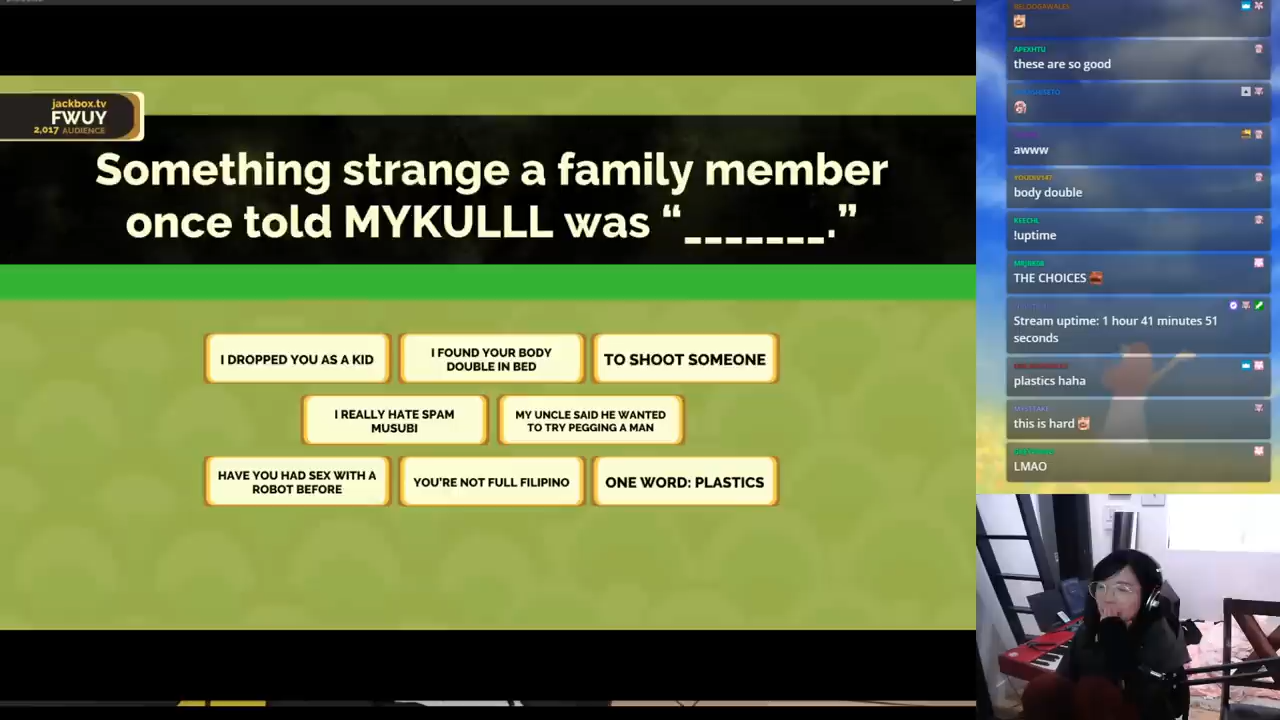 jackbox.tv
FWUY
2,017 AUDIENCE
Something strange a family member
once told MYKULLL was “_______.”
I DROPPED YOU AS A KID
I FOUND YOUR BODY
DOUBLE IN BED
TO SHOOT SOMEONE
I REALLY HATE SPAM
MUSUBI
MY UNCLE SAID HE WANTED
TO TRY PEGGING A MAN
HAVE YOU HAD SEX WITH A
ROBOT BEFORE
YOU'RE NOT FULL FILIPINO
ONE WORD: PLASTICS
APEXHTU
these are so good
awww
body double
KEECHL
!uptime
THE CHOICES
Stream uptime: 1 hour 41 minutes 51
seconds
plastics haha
this is hard
LMAO